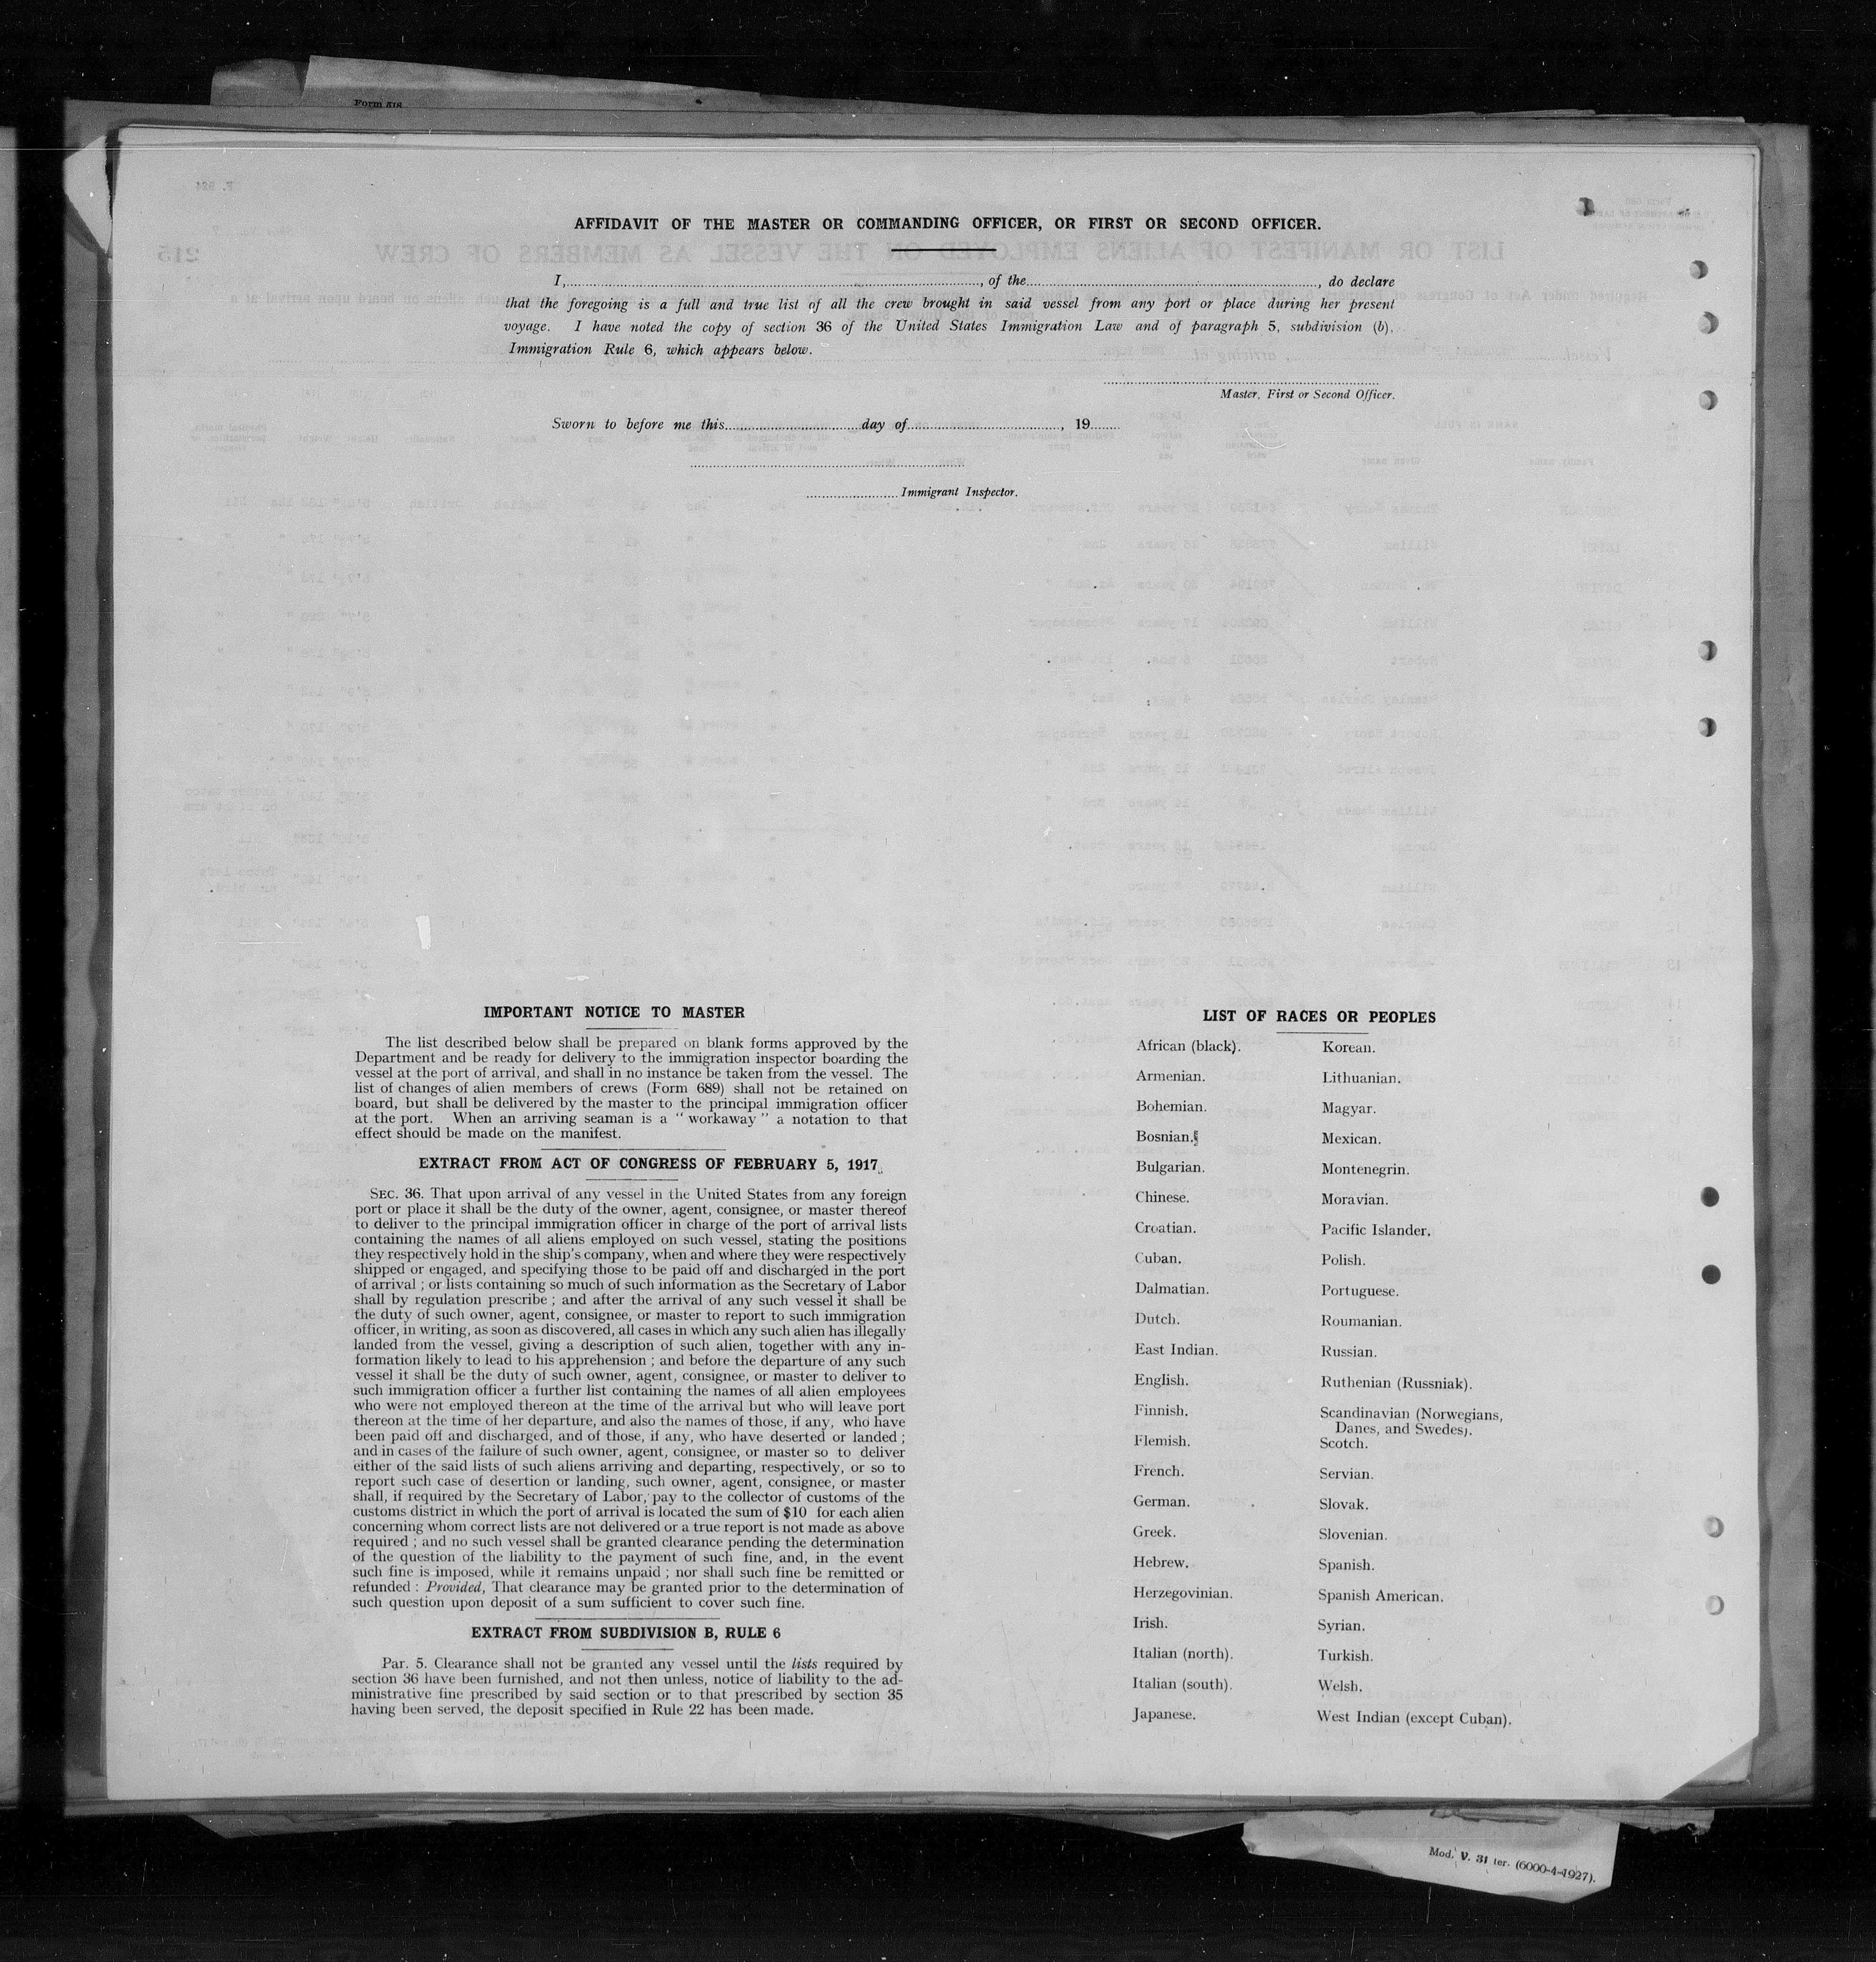 Form 518
AFFIDAVIT OF THE MASTER OR COMMANDING OFFICER, OR FIRST OR SECOND OFFICER.
I,........................................, of the........................................, do declare
that the foregoing is a full and true list of all the crew brought in said vessel from any port or place during her present
voyage. I have noted the copy of section 36 of the United States Immigration Law and of paragraph 5, subdivision (b),
Immigration Rule 6, which appears below.
Master, First or Second Officer.
Sworn to before me this....................day of...................., 19......
....................Immigrant Inspector.
IMPORTANT NOTICE TO MASTER
The list described below shall be prepared on blank forms approved by the
Department and be ready for delivery to the immigration inspector boarding the
vessel at the port of arrival, and shall in no instance be taken from the vessel. The
list of changes of alien members of crews (Form 689) shall not be retained on
board, but shall be delivered by the master to the principal immigration officer
at the port. When an arriving seaman is a " workaway " a notation to that
effect should be made on the manifest.
EXTRACT FROM ACT OF CONGRESS OF FEBRUARY 5, 1917
SEC. 36. That upon arrival of any vessel in the United States from any foreign
port or place it shall be the duty of the owner, agent, consignee, or master thereof
to deliver to the principal immigration officer in charge of the port of arrival lists
containing the names of all aliens employed on such vessel, stating the positions
they respectively hold in the ship's company, when and where they were respectively
shipped or engaged, and specifying those to be paid off and discharged in the port
of arrival ; or lists containing so much of such information as the Secretary of Labor
shall by regulation prescribe ; and after the arrival of any such vessel it shall be
the duty of such owner, agent, consignee, or master to report to such immigration
officer, in writing, as soon as discovered, all cases in which any such alien has illegally
landed from the vessel, giving a description of such alien, together with any in-
formation likely to lead to his apprehension ; and before the departure of any such
vessel it shall be the duty of such owner, agent, consignee, or master to deliver to
such immigration officer a further list containing the names of all alien employees
who were not employed thereon at the time of the arrival but who will leave port
thereon at the time of her departure, and also the names of those, if any, who have
been paid off and discharged, and of those, if any, who have deserted or landed ;
and in cases of the failure of such owner, agent, consignee, or master so to deliver
either of the said lists of such aliens arriving and departing, respectively, or so to
report such case of desertion or landing, such owner, agent, consignee, or master
shall, if required by the Secretary of Labor, pay to the collector of customs of the
customs district in which the port of arrival is located the sum of $10 for each alien
concerning whom correct lists are not delivered or a true report is not made as above
required ; and no such vessel shall be granted clearance pending the determination
of the question of the liability to the payment of such fine, and, in the event
such fine is imposed, while it remains unpaid ; nor shall such fine be remitted or
refunded : Provided, That clearance may be granted prior to the determination of
such question upon deposit of a sum sufficient to cover such fine.
EXTRACT FROM SUBDIVISION B, RULE 6
Par. 5. Clearance shall not be granted any vessel until the lists required by
section 36 have been furnished, and not then unless, notice of liability to the ad-
ministrative fine prescribed by said section or to that prescribed by section 35
having been served, the deposit specified in Rule 22 has been made.
LIST OF RACES OR PEOPLES
African (black).
Armenian.
Bohemian.
Bosnian.
Bulgarian.
Chinese.
Croatian.
Cuban.
Dalmatian.
Dutch.
East Indian.
English.
Finnish.
Flemish.
French.
German.
Greek.
Hebrew.
Herzegovinian.
Irish.
Italian (north).
Italian (south).
Japanese.
Korean.
Lithuanian.
Magyar.
Mexican.
Montenegrin.
Moravian.
Pacific Islander.
Polish.
Portuguese.
Roumanian.
Russian.
Ruthenian (Russniak).
Scandinavian (Norwegians,
Danes, and Swedes).
Scotch.
Servian.
Slovak.
Slovenian.
Spanish.
Spanish American.
Syrian.
Turkish.
Welsh.
West Indian (except Cuban).
Mod. V. 31 ter. (6000-4-1927).